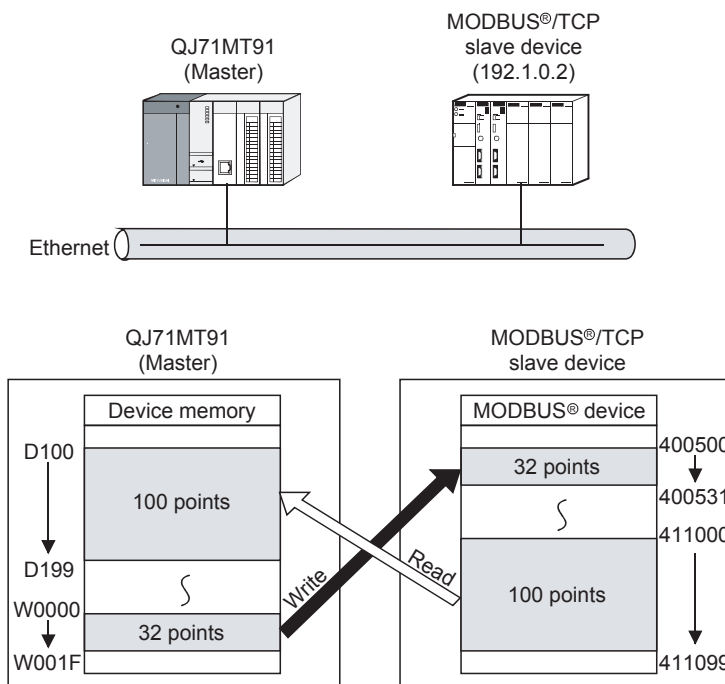 QJ71MT91
(Master)
MODBUS®/TCP
slave device
(192.1.0.2)
Ethernet
QJ71MT91
(Master)
MODBUS®/TCP
slave device
Device memory
MODBUS® device
D100
100 points
D199
W0000
32 points
W001F
Write
Read
400500
32 points
400531
411000
100 points
411099